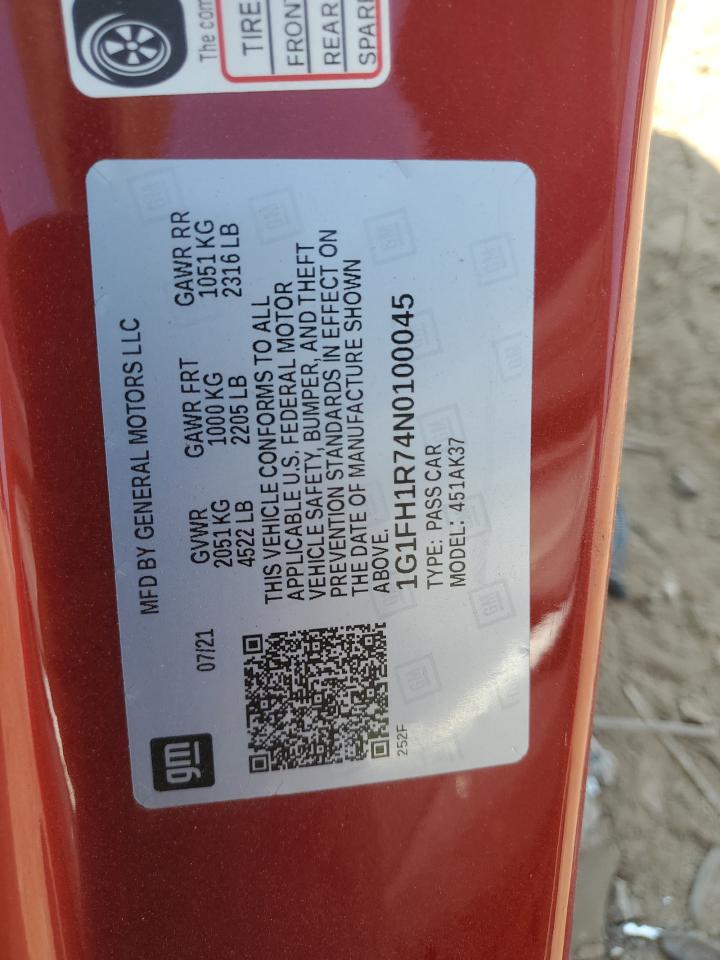 The com
TIRE
FRONT
REAR
SPARE
MFD BY GENERAL MOTORS LLC
07/21
GVWR GAWR FRT GAWR RR
2051 KG 1000 KG 1051 KG
4522 LB 2205 LB 2316 LB
THIS VEHICLE CONFORMS TO ALL
APPLICABLE U.S. FEDERAL MOTOR
VEHICLE SAFETY, BUMPER, AND THEFT
PREVENTION STANDARDS IN EFFECT ON
THE DATE OF MANUFACTURE SHOWN
ABOVE.
1G1FH1R74N0100045
TYPE: PASS CAR
MODEL: 451AK37
gm
252F